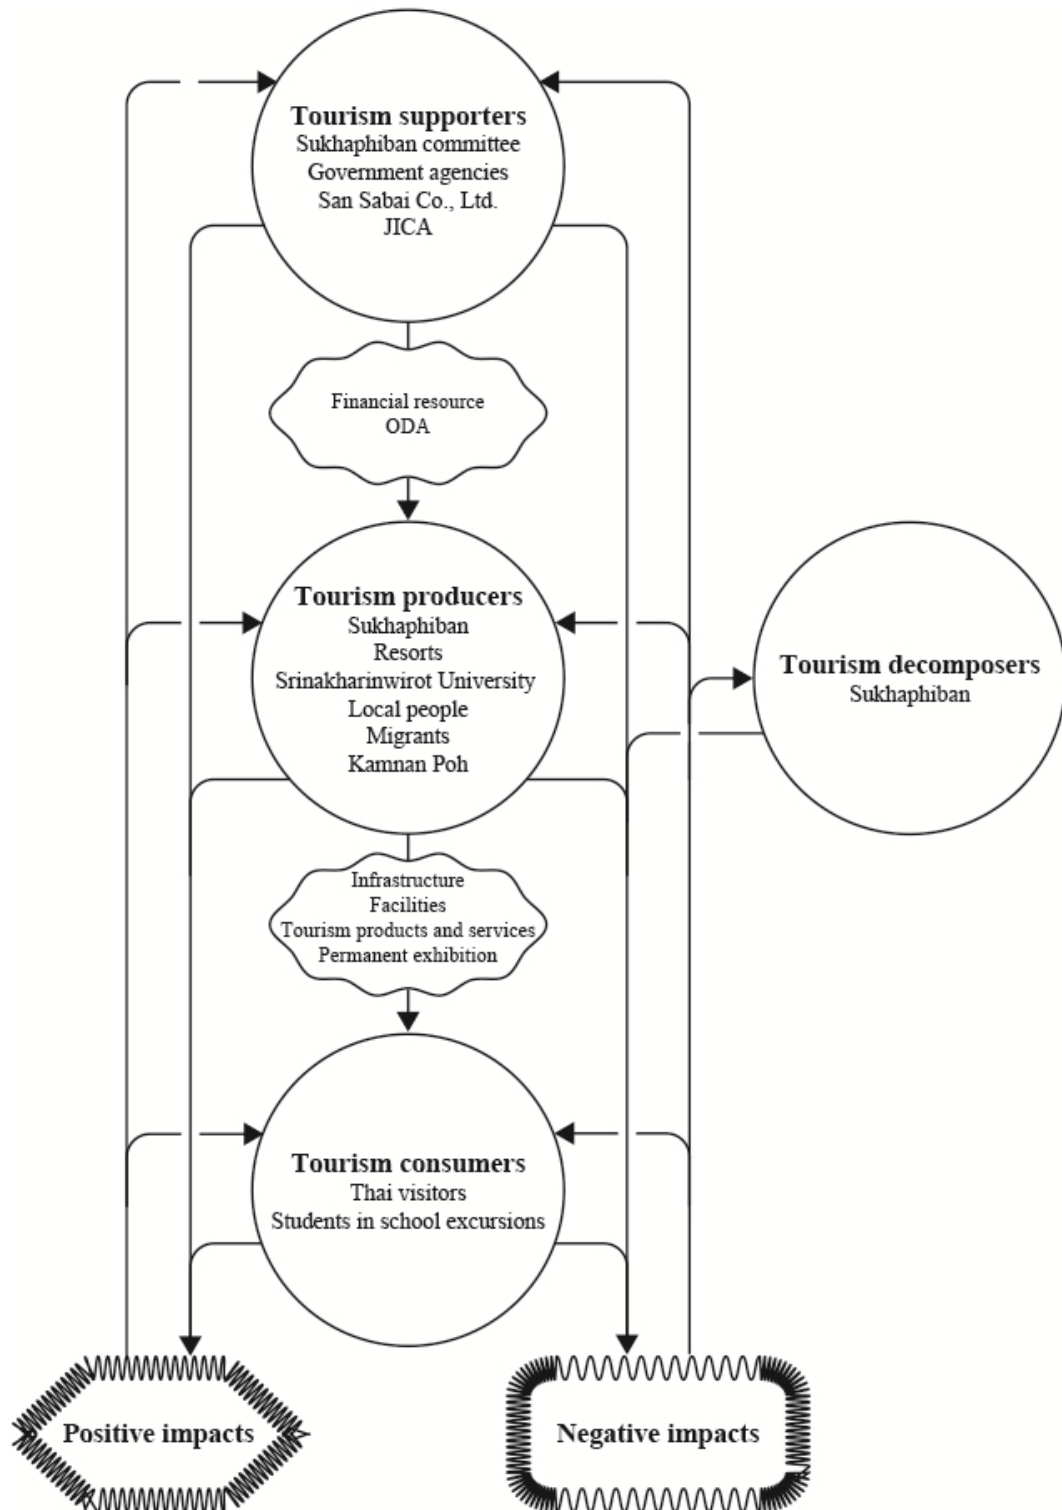 Tourism supporters
Sukhaphiban committee
Government agencies
San Sabai Co., Ltd.
JICA
Financial resource
ODA
Tourism producers
Sukhaphiban
Resorts
Srinakharinwirot University
Local people
Migrants
Kamnan Poh
Tourism decomposers
Sukhaphiban
Infrastructure
Facilities
Tourism products and services
Permanent exhibition
Tourism consumers
Thai visitors
Students in school excursions
Positive impacts
Negative impacts